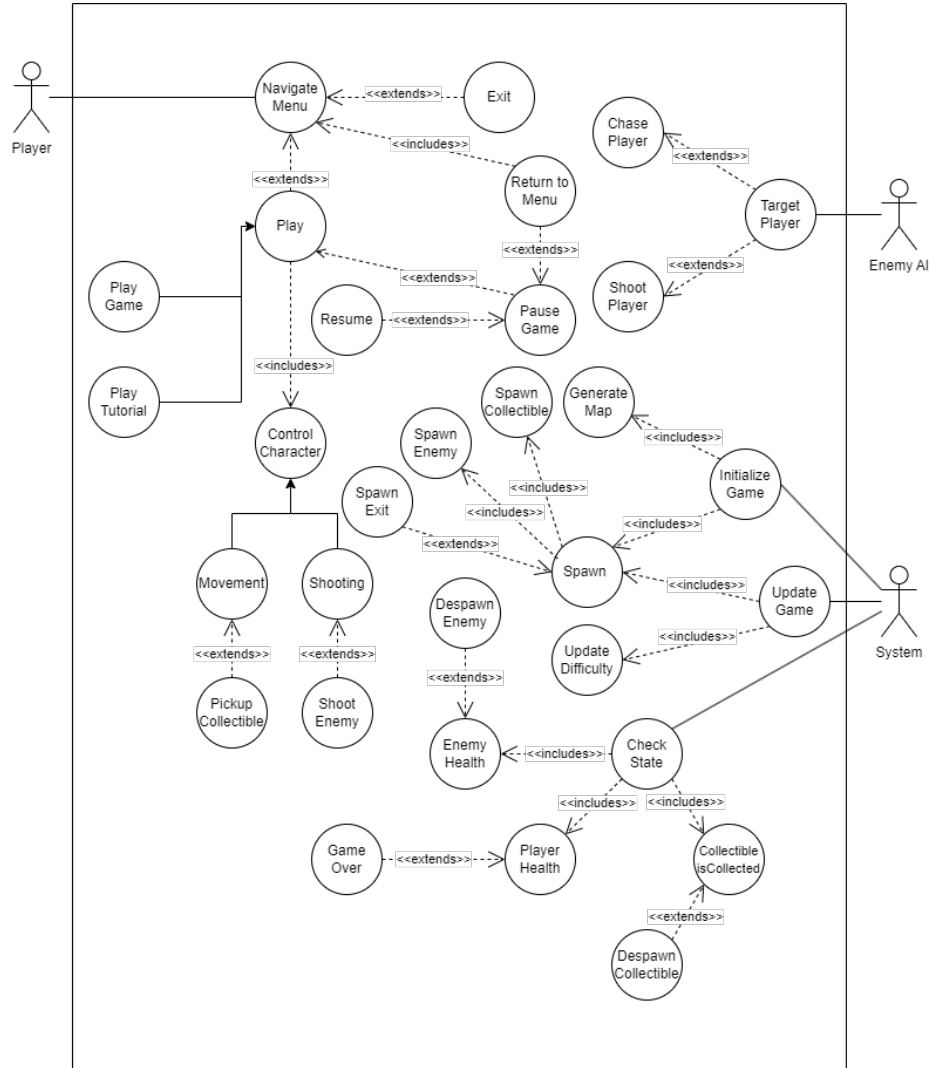 Player
Navigate
Menu
<<extends>>
Exit
<<includes>>
<<extends>>
Return to
Menu
Chase
Player
<<extends>>
Target
Player
Enemy AI
Play
<<extends>>
<<extends>>
<<extends>>
Play
Game
Resume
<<extends>>
Pause
Game
Shoot
Player
<<includes>>
Play
Tutorial
Control
Character
Spawn
Collectible
Generate
Map
Spawn
Enemy
<<includes>>
Initialize
Game
Spawn
Exit
<<includes>>
<<includes>>
<<includes>>
<<extends>>
Movement
Shooting
Spawn
<<includes>>
Update
Game
System
Despawn
Enemy
<<includes>>
Update
Difficulty
<<extends>>
<<extends>>
<<extends>>
Pickup
Collectible
Shoot
Enemy
Enemy
Health
<<includes>>
Check
State
<<includes>>
<<includes>>
Game
Over
<<extends>>
Player
Health
Collectible
isCollected
<<extends>>
Despawn
Collectible